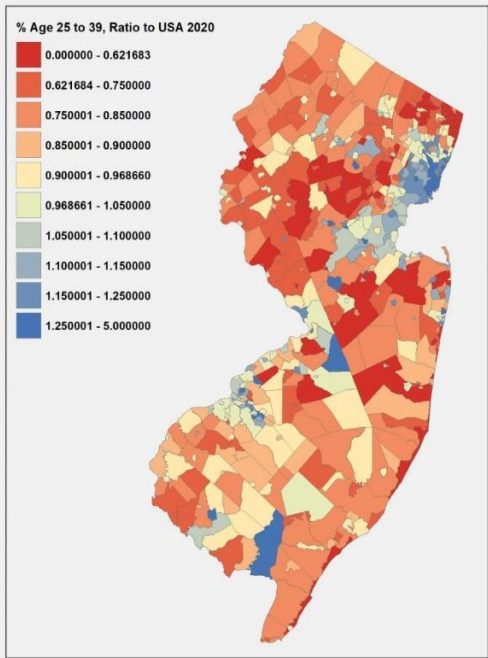 % Age 25 to 39, Ratio to USA 2020
0.000000 - 0.621683
0.621684 - 0.750000
0.750001 - 0.850000
0.850001 - 0.900000
0.900001 - 0.968660
0.968661 - 1.050000
1.050001 - 1.100000
1.100001 - 1.150000
1.150001 - 1.250000
1.250001 - 5.000000